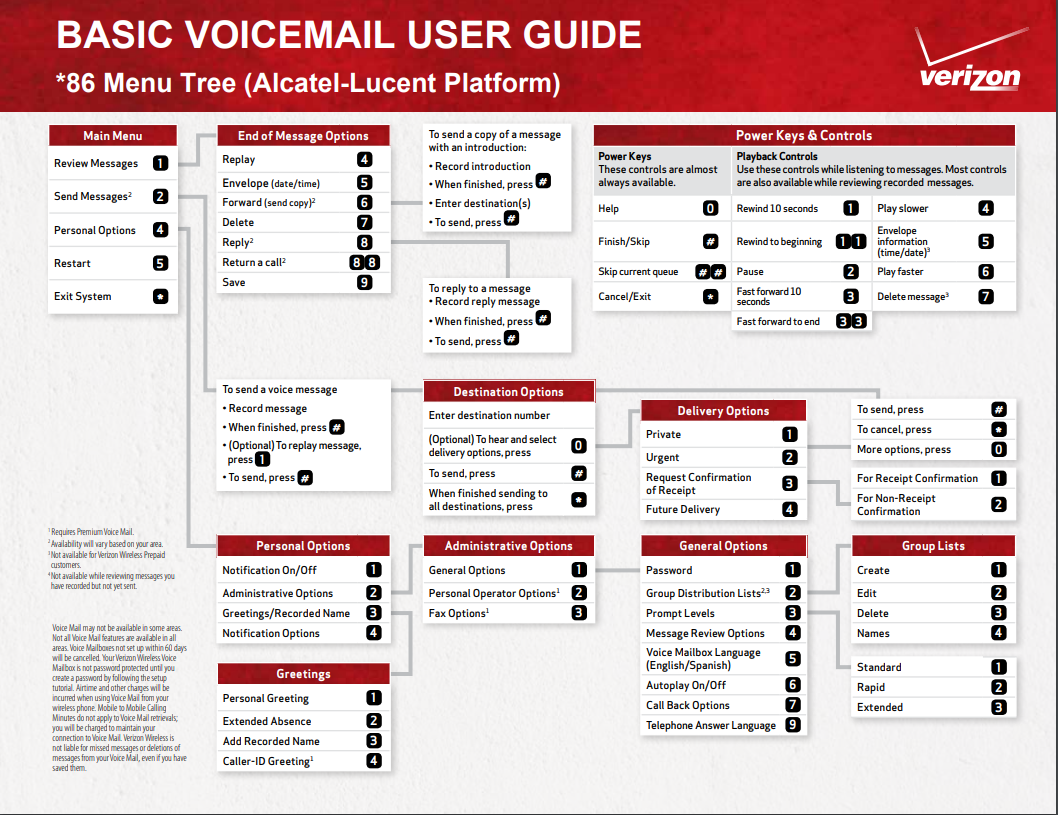 BASIC VOICEMAIL USER GUIDE
*86 Menu Tree (Alcatel-Lucent Platform)
verizon
Main Menu
Review Messages 1
Send Messages² 2
Personal Options 4
Restart 5
Exit System *
End of Message Options
Replay 4
Envelope (date/time) 5
Forward (send copy)² 6
Delete 7
Reply² 8
Return a call² 8 8
Save 9
To send a copy of a message
with an introduction:
• Record introduction
• When finished, press #
• Enter destination(s)
• To send, press #
To reply to a message
• Record reply message
• When finished, press #
• To send, press #
Power Keys & Controls
Power Keys
These controls are almost
always available.
Playback Controls
Use these controls while listening to messages. Most controls
are also available while reviewing recorded messages.
Help 0
Finish/Skip #
Skip current queue # #
Cancel/Exit *
Rewind 10 seconds 1
Rewind to beginning 1 1
Pause 2
Fast forward 10
seconds 3
Fast forward to end 3 3
Play slower 4
Envelope
information 5
(time/date)³
Play faster 6
Delete message³ 7
To send a voice message
• Record message
• When finished, press #
• (Optional) To replay message,
press 1
• To send, press #
Destination Options
Enter destination number
(Optional) To hear and select
delivery options, press 0
To send, press #
When finished sending to
all destinations, press *
Delivery Options
Private 1
Urgent 2
Request Confirmation
of Receipt 3
Future Delivery 4
To send, press #
To cancel, press *
More options, press 0
For Receipt Confirmation 1
For Non-Receipt
Confirmation 2
Personal Options
Notification On/Off 1
Administrative Options 2
Greetings/Recorded Name 3
Notification Options 4
Greetings
Personal Greeting 1
Extended Absence 2
Add Recorded Name 3
Caller-ID Greeting¹ 4
Administrative Options
General Options 1
Personal Operator Options¹ 2
Fax Options¹ 3
General Options
Password 1
Group Distribution Lists²,³ 2
Prompt Levels 3
Message Review Options 4
Voice Mailbox Language
(English/Spanish) 5
Autoplay On/Off 6
Call Back Options 7
Telephone Answer Language 9
Group Lists
Create 1
Edit 2
Delete 3
Names 4
Standard 1
Rapid 2
Extended 3
¹ Requires Premium Voice Mail.
² Availability will vary based on your area.
³ Not available for Verizon Wireless Prepaid
customers.
⁴ Not available while reviewing messages you
have recorded but not yet sent.
Voice Mail may not be available in some areas.
Not all Voice Mail features are available in all
areas. Voice Mailboxes not set up within 60 days
will be cancelled. Your Verizon Wireless Voice
Mailbox is not password protected until you
create a password by following the setup
tutorial. Airtime and other charges will be
incurred when using Voice Mail from your
wireless phone. Mobile to Mobile Calling
Minutes do not apply to Voice Mail retrievals;
you will be charged to maintain your
connection to Voice Mail. Verizon Wireless is
not liable for missed messages or deletions of
messages from your Voice Mail, even if you have
saved them.